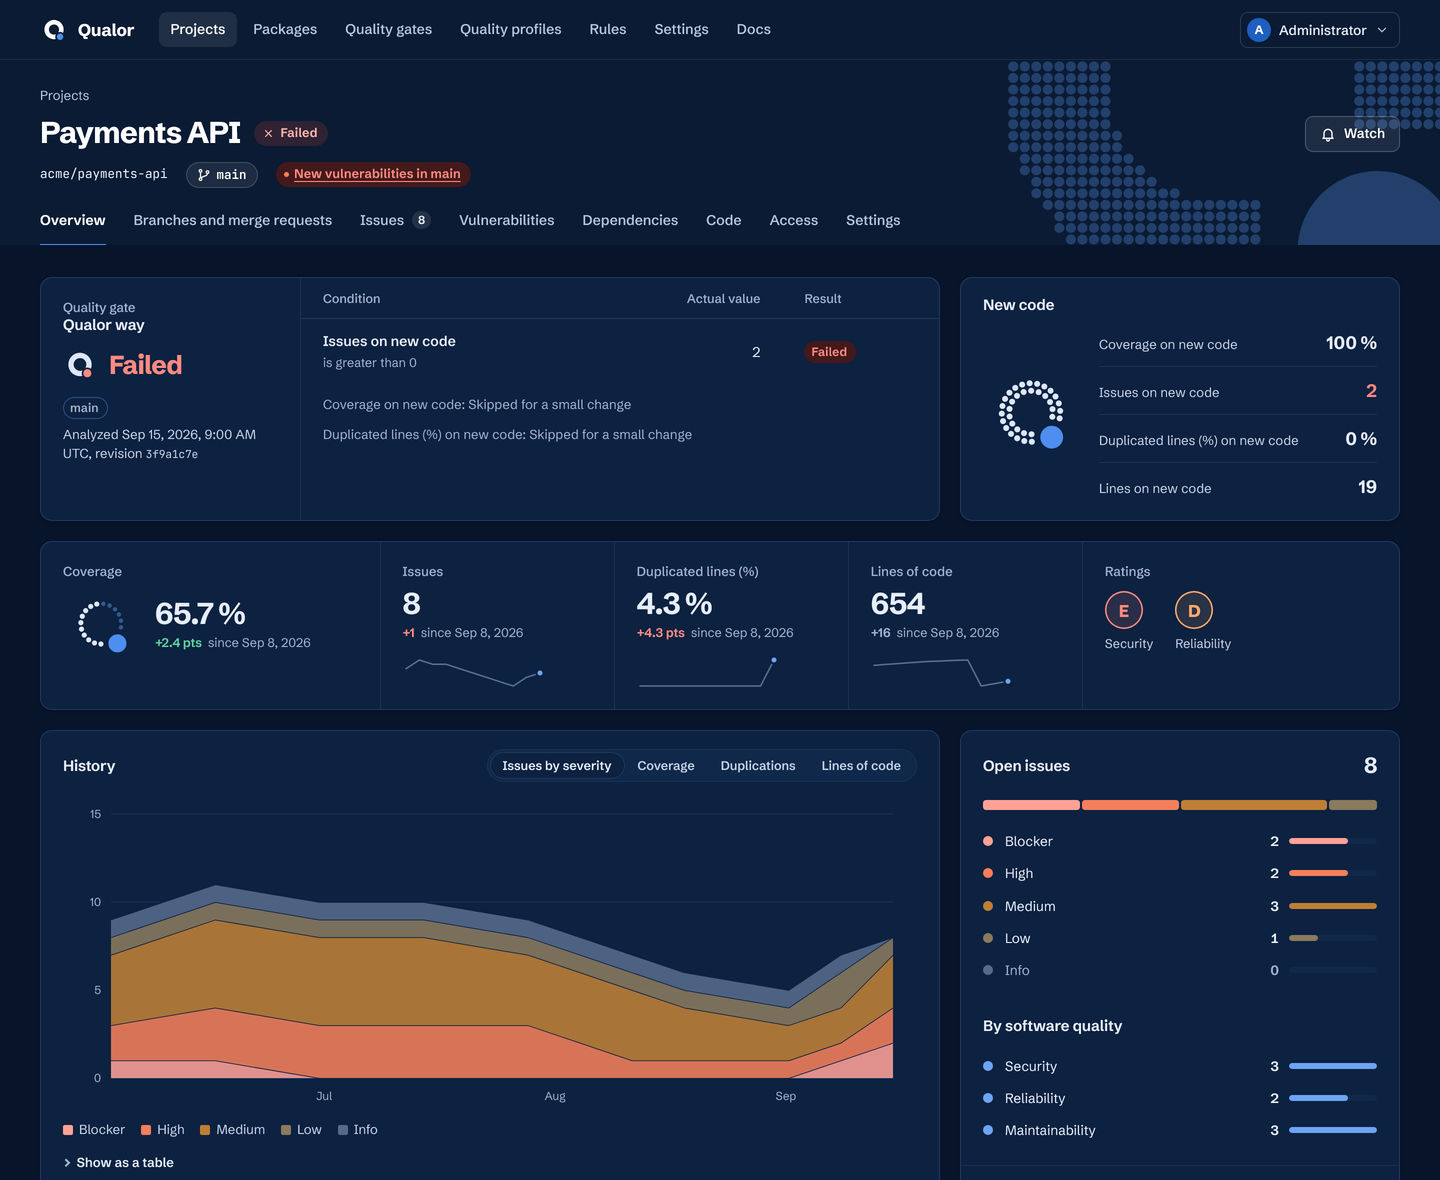 Qualor
Projects
Packages
Quality gates
Quality profiles
Rules
Settings
Docs
A
Administrator
Projects
Payments API
Failed
Watch
acme/payments-api
main
New vulnerabilities in main
Overview
Branches and merge requests
Issues 8
Vulnerabilities
Dependencies
Code
Access
Settings
Quality gate
Qualor way
Failed
main
Analyzed Sep 15, 2026, 9:00 AM
UTC, revision 3f9a1c7e
Condition
Actual value
Result
Issues on new code
is greater than 0
2
Failed
Coverage on new code: Skipped for a small change
Duplicated lines (%) on new code: Skipped for a small change
New code
Coverage on new code
100 %
Issues on new code
2
Duplicated lines (%) on new code
0 %
Lines on new code
19
Coverage
65.7 %
+2.4 pts since Sep 8, 2026
Issues
8
+1 since Sep 8, 2026
Duplicated lines (%)
4.3 %
+4.3 pts since Sep 8, 2026
Lines of code
654
+16 since Sep 8, 2026
Ratings
E
Security
D
Reliability
History
Issues by severity
Coverage
Duplications
Lines of code
15
10
5
0
Jul
Aug
Sep
Blocker
High
Medium
Low
Info
Show as a table
Open issues
8
Blocker
2
High
2
Medium
3
Low
1
Info
0
By software quality
Security
3
Reliability
2
Maintainability
3